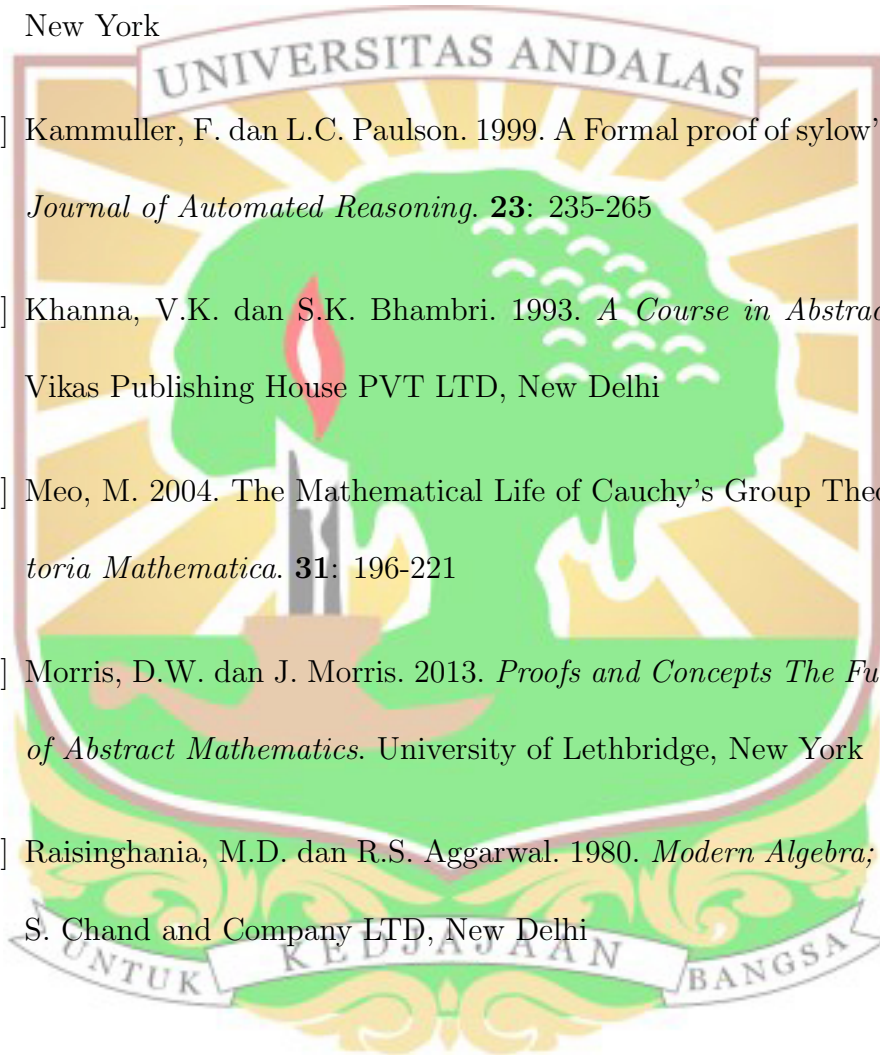 New York
UNIVERSITAS ANDALAS
] Kammuller, F. dan L.C. Paulson. 1999. A Formal proof of sylow'
Journal of Automated Reasoning. 23: 235-265
] Khanna, V.K. dan S.K. Bhambri. 1993. A Course in Abstrac
Vikas Publishing House PVT LTD, New Delhi
] Meo, M. 2004. The Mathematical Life of Cauchy's Group Theo
toria Mathematica. 31: 196-221
] Morris, D.W. dan J. Morris. 2013. Proofs and Concepts The Fu
of Abstract Mathematics. University of Lethbridge, New York
] Raisinghania, M.D. dan R.S. Aggarwal. 1980. Modern Algebra;
S. Chand and Company LTD, New Delhi
UNTUK KEDJAJAAN BANGSA